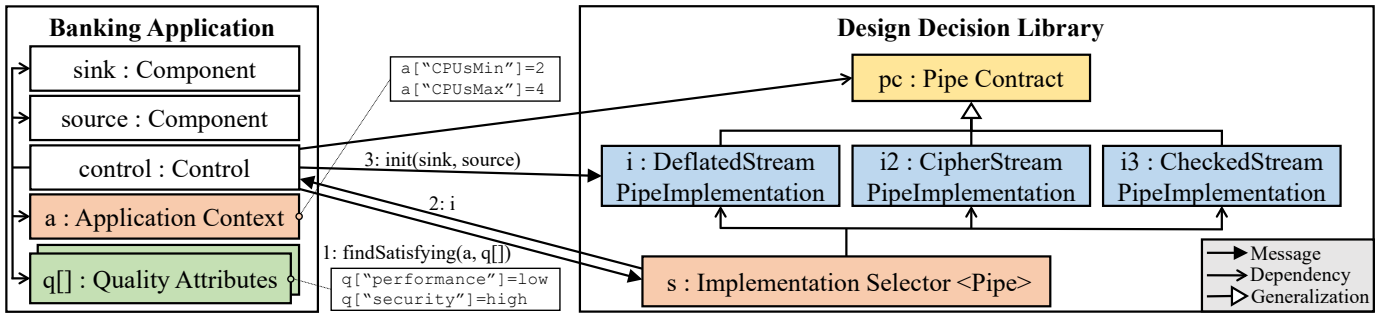 Banking Application
sink : Component
source : Component
control : Control
a : Application Context
q[] : Quality Attributes
a[“CPUsMin”]=2
a[“CPUsMax”]=4
3: init(sink, source)
2: i
1: findSatisfying(a, q[])
q[“performance”]=low
q[“security”]=high
Design Decision Library
pc : Pipe Contract
i : DeflatedStream
PipeImplementation
i2 : CipherStream
PipeImplementation
i3 : CheckedStream
PipeImplementation
s : Implementation Selector <Pipe>
Message
Dependency
Generalization